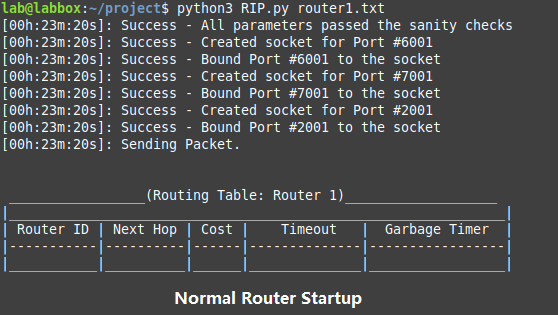 lab@labbox:~/project$ python3 RIP.py router1.txt
[00h:23m:20s]: Success - All parameters passed the sanity checks
[00h:23m:20s]: Success - Created socket for Port #6001
[00h:23m:20s]: Success - Bound Port #6001 to the socket
[00h:23m:20s]: Success - Created socket for Port #7001
[00h:23m:20s]: Success - Bound Port #7001 to the socket
[00h:23m:20s]: Success - Created socket for Port #2001
[00h:23m:20s]: Success - Bound Port #2001 to the socket
[00h:23m:20s]: Sending Packet.
(Routing Table: Router 1)
| Router ID | Next Hop | Cost | Timeout | Garbage Timer |
Normal Router Startup